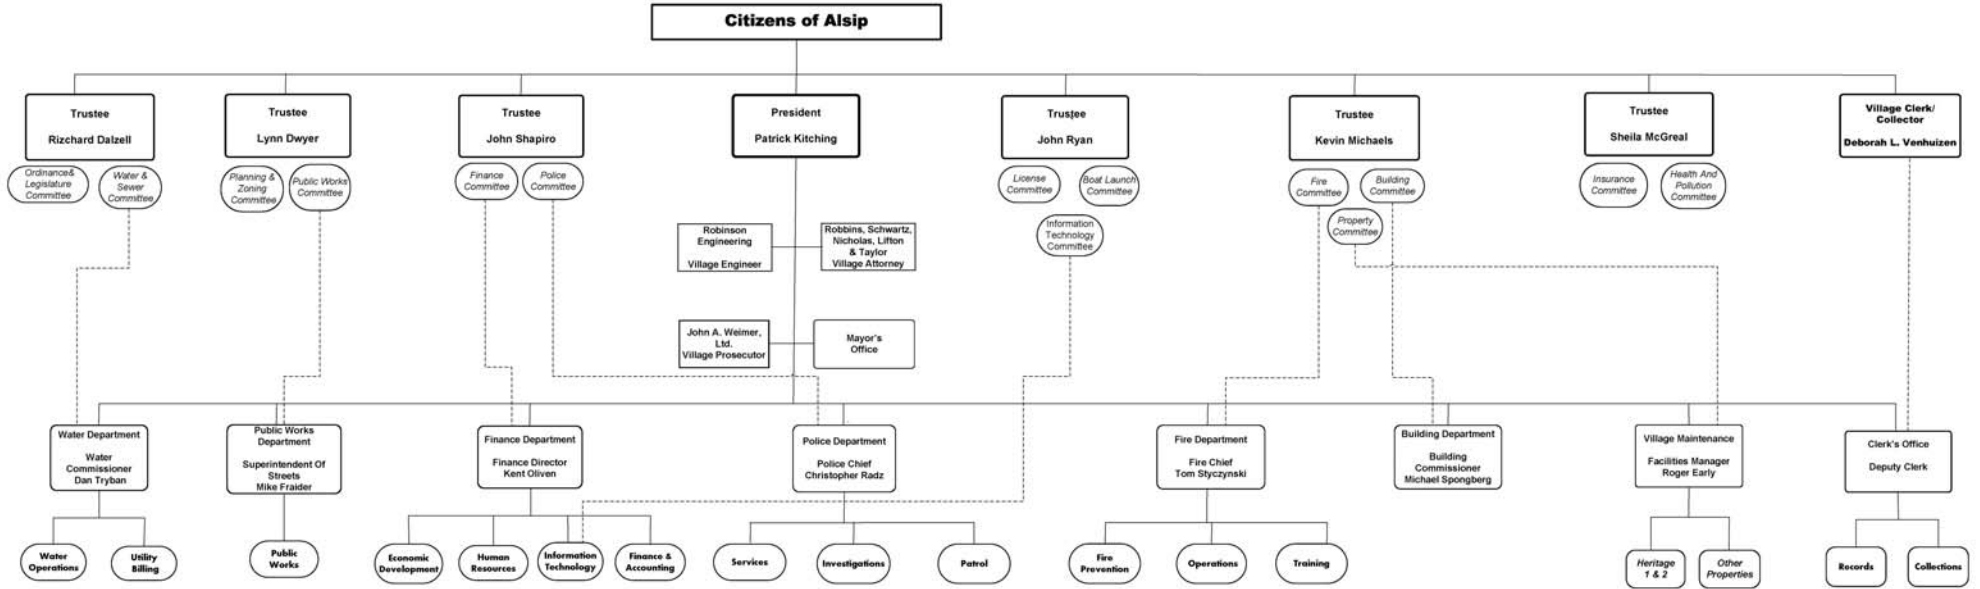 Citizens of Alsip
Trustee
Rizchard Dalzell
Trustee
Lynn Dwyer
Trustee
John Shapiro
President
Patrick Kitching
Trustee
John Ryan
Trustee
Kevin Michaels
Trustee
Sheila McGreal
Village Clerk/
Collector
Deborah L. Venhuizen
Ordinance&
Legislature
Committee
Water &
Sewer
Committee
Planning &
Zoning
Committee
Public Works
Committee
Finance
Committee
Police
Committee
License
Committee
Boat Launch
Committee
Information
Technology
Committee
Fire
Committee
Building
Committee
Property
Committee
Insurance
Committee
Health And
Pollution
Committee
Robinson
Engineering
Village Engineer
Robbins, Schwartz,
Nicholas, Lifton
& Taylor
Village Attorney
John A. Weimer,
Ltd.
Village Prosecutor
Mayor's
Office
Water Department
Water
Commissioner
Dan Tryban
Public Works
Department
Superintendent Of
Streets
Mike Fraider
Finance Department
Finance Director
Kent Oliven
Police Department
Police Chief
Christopher Radz
Fire Department
Fire Chief
Tom Styczynski
Building Department
Building
Commissioner
Michael Spongberg
Village Maintenance
Facilities Manager
Roger Early
Clerk's Office
Deputy Clerk
Water
Operations
Utility
Billing
Public
Works
Economic
Development
Human
Resources
Information
Technology
Finance &
Accounting
Services
Investigations
Patrol
Fire
Prevention
Operations
Training
Heritage
1 & 2
Other
Properties
Records
Collections